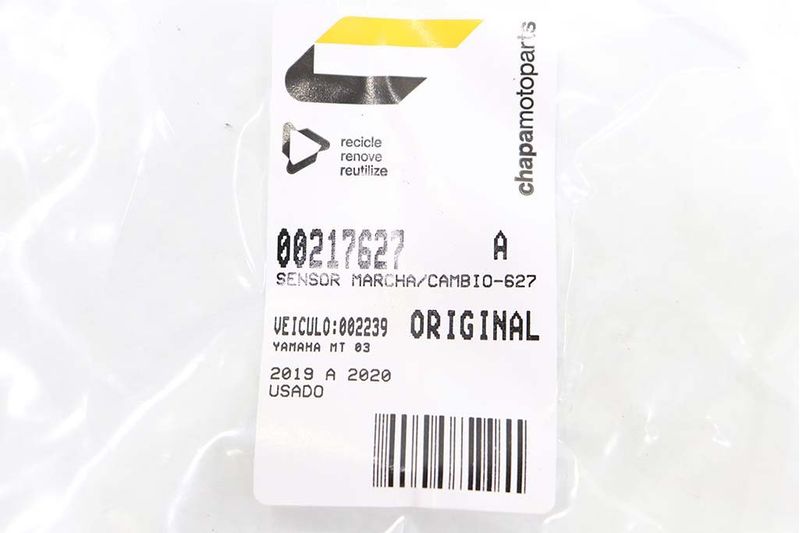 chapamotoparts
recicle
renove
reutilize
00217627 A
SENSOR MARCHA/CAMBIO-627
VEICULO:002239 ORIGINAL
YAMAHA MT 03
2019 A 2020
USADO